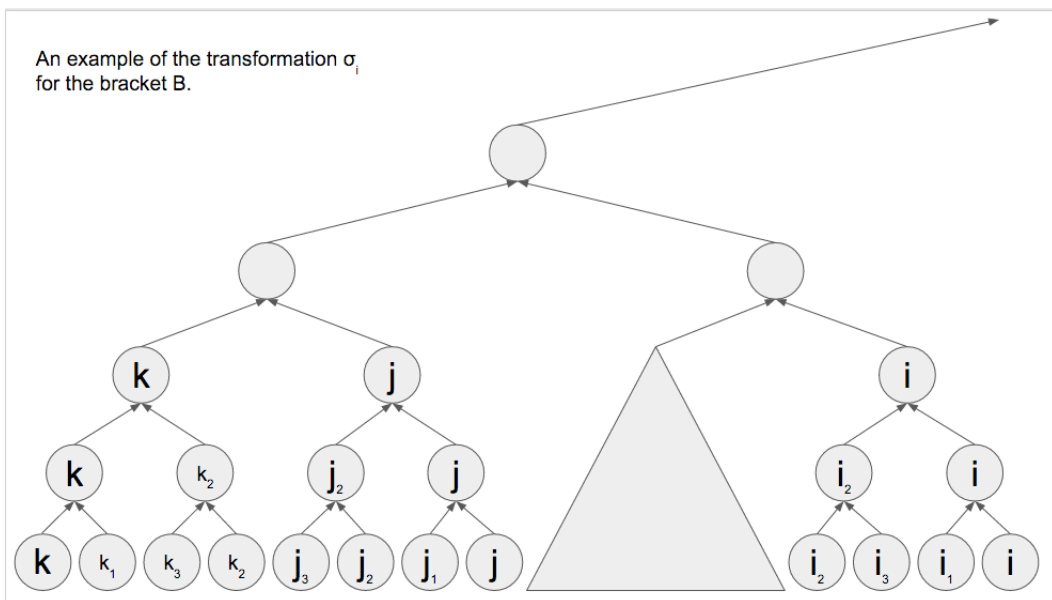 An example of the transformation σᵢ
for the bracket B.
k j i
k k₂ j₂ j i₂ i
k k₁ k₃ k₂ j₃ j₂ j₁ j i₂ i₃ i₁ i